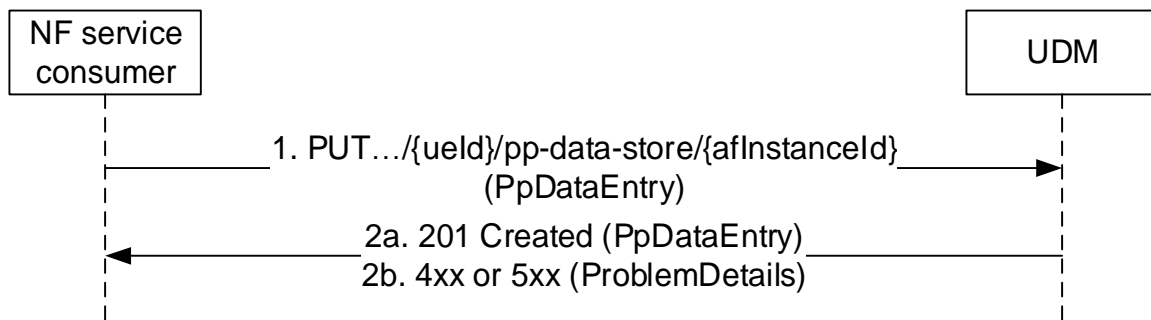 NF service
consumer
UDM
1. PUT…/{ueId}/pp-data-store/{afInstanceId}
(PpDataEntry)
2a. 201 Created (PpDataEntry)
2b. 4xx or 5xx (ProblemDetails)